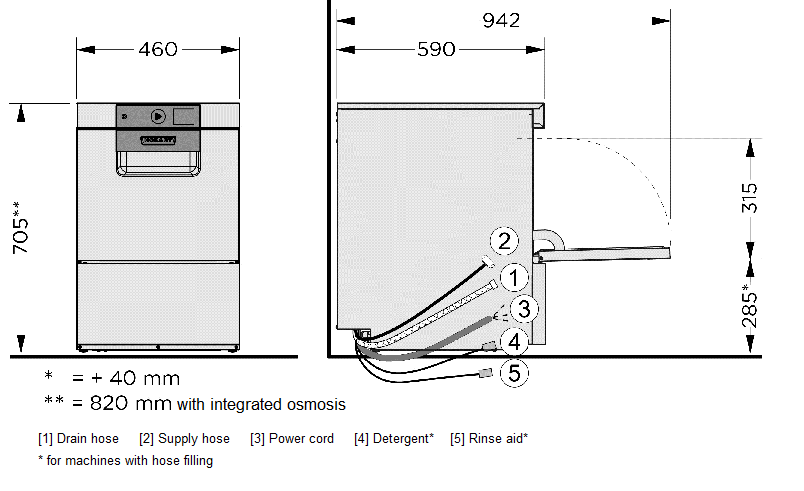 942
460
590
HOBART
705**
315
285*
2
1
3
4
5
* = + 40 mm
** = 820 mm with integrated osmosis
[1] Drain hose [2] Supply hose [3] Power cord [4] Detergent* [5] Rinse aid*
* for machines with hose filling